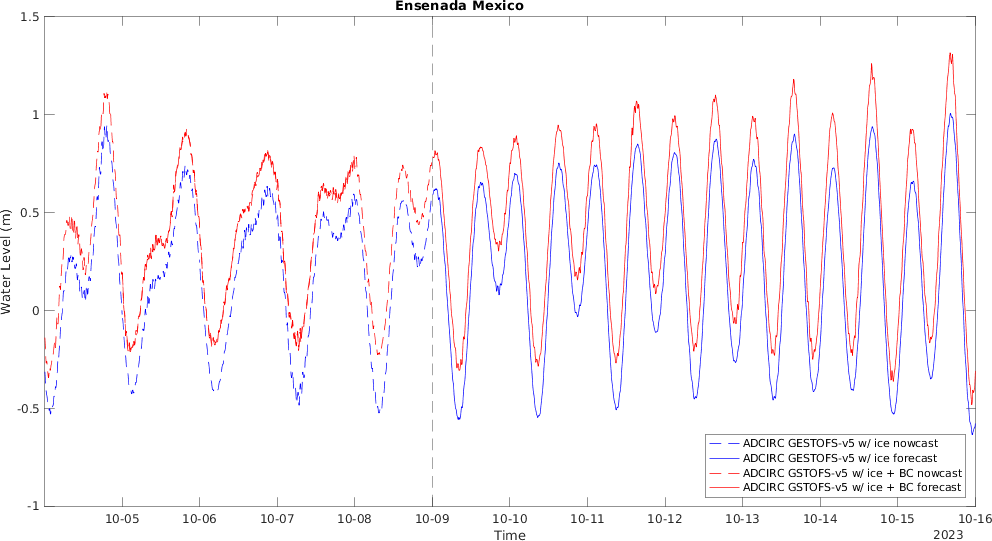 Ensenada Mexico
1.5
1
0.5
0
-0.5
-1
Water Level (m)
ADCIRC GESTOFS-v5 w/ ice nowcast
ADCIRC GESTOFS-v5 w/ ice forecast
ADCIRC GSTOFS-v5 w/ ice + BC nowcast
ADCIRC GSTOFS-v5 w/ ice + BC forecast
10-05 10-06 10-07 10-08 10-09 10-10 10-11 10-12 10-13 10-14 10-15 10-16
Time
2023